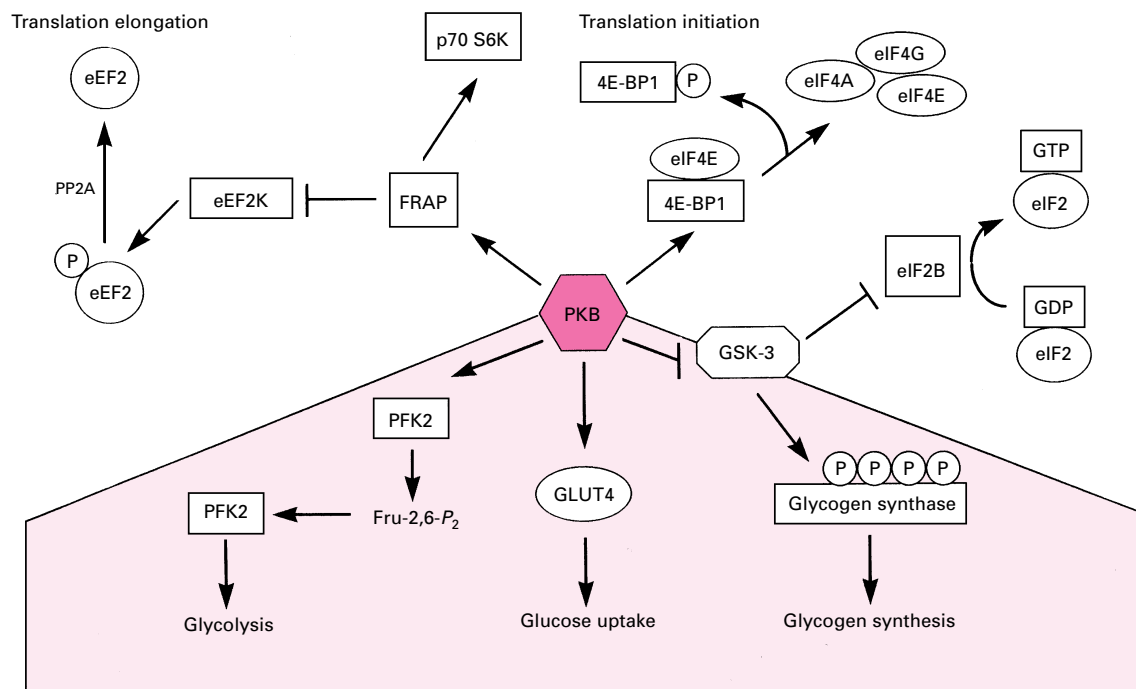 Translation elongation
Translation initiation
p70 S6K
eEF2
4E-BP1
P
eIF4G
eIF4A
eIF4E
PP2A
eEF2K
FRAP
eIF4E
4E-BP1
GTP
eIF2
P
eEF2
eIF2B
PKB
GDP
eIF2
GSK-3
PFK2
P P P P
GLUT4
Glycogen synthase
PFK2
Fru-2,6-P2
Glycolysis
Glucose uptake
Glycogen synthesis